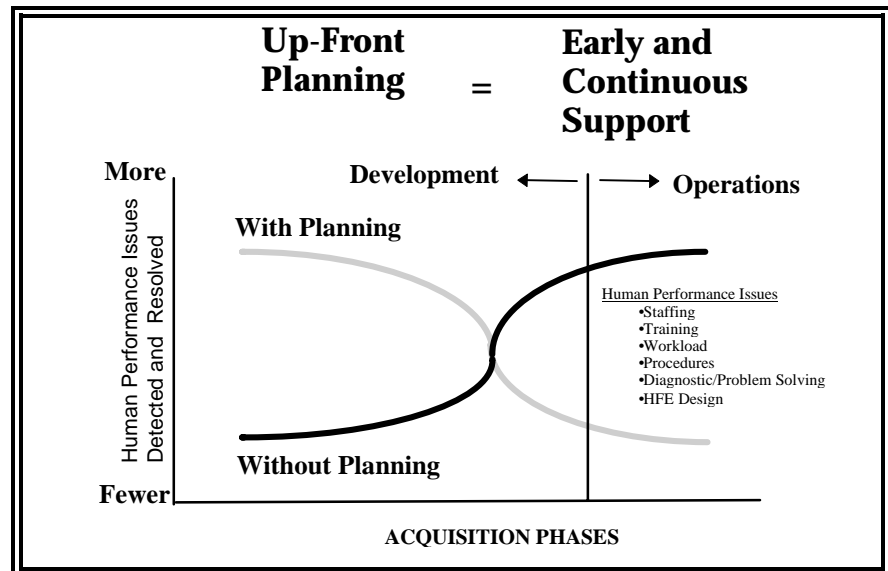 Up-Front
Planning
=
Early and
Continuous
Support
More
Development
Operations
With Planning
Human Performance Issues
Detected and Resolved
Human Performance Issues
•Staffing
•Training
•Workload
•Procedures
•Diagnostic/Problem Solving
•HFE Design
Without Planning
Fewer
ACQUISITION PHASES